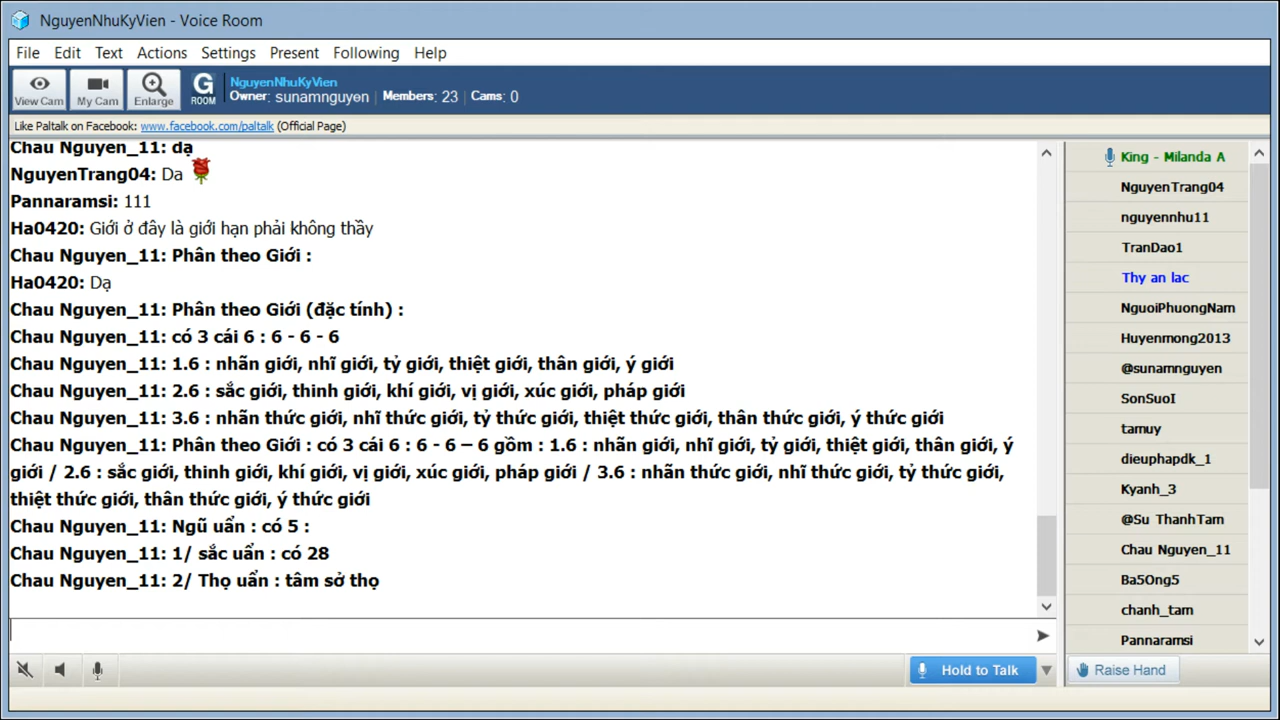 NguyenNhuKyVien - Voice Room
File Edit Text Actions Settings Present Following Help
View Cam My Cam Enlarge G ROOM
NguyenNhuKyVien
Owner: sunamnguyen Members: 23 Cams: 0
Like Paltalk on Facebook: www.facebook.com/paltalk (Official Page)
Chau Nguyen_11: dạ
NguyenTrang04: Da
Pannaramsi: 111
Ha0420: Giới ở đây là giới hạn phải không thầy
Chau Nguyen_11: Phân theo Giới :
Ha0420: Dạ
Chau Nguyen_11: Phân theo Giới (đặc tính) :
Chau Nguyen_11: có 3 cái 6 : 6 - 6 - 6
Chau Nguyen_11: 1.6 : nhãn giới, nhĩ giới, tỷ giới, thiệt giới, thân giới, ý giới
Chau Nguyen_11: 2.6 : sắc giới, thinh giới, khí giới, vị giới, xúc giới, pháp giới
Chau Nguyen_11: 3.6 : nhãn thức giới, nhĩ thức giới, tỷ thức giới, thiệt thức giới, thân thức giới, ý thức giới
Chau Nguyen_11: Phân theo Giới : có 3 cái 6 : 6 - 6 – 6 gồm : 1.6 : nhãn giới, nhĩ giới, tỷ giới, thiệt giới, thân giới, ý
giới / 2.6 : sắc giới, thinh giới, khí giới, vị giới, xúc giới, pháp giới / 3.6 : nhãn thức giới, nhĩ thức giới, tỷ thức giới,
thiệt thức giới, thân thức giới, ý thức giới
Chau Nguyen_11: Ngũ uẩn : có 5 :
Chau Nguyen_11: 1/ sắc uẩn : có 28
Chau Nguyen_11: 2/ Thọ uẩn : tâm sở thọ
King - Milanda A
NguyenTrang04
nguyennhu11
TranDao1
Thy an lac
NguoiPhuongNam
Huyenmong2013
@sunamnguyen
SonSuoI
tamuy
dieuphapdk_1
Kyanh_3
@Su ThanhTam
Chau Nguyen_11
Ba5Ong5
chanh_tam
Pannaramsi
Hold to Talk
Raise Hand